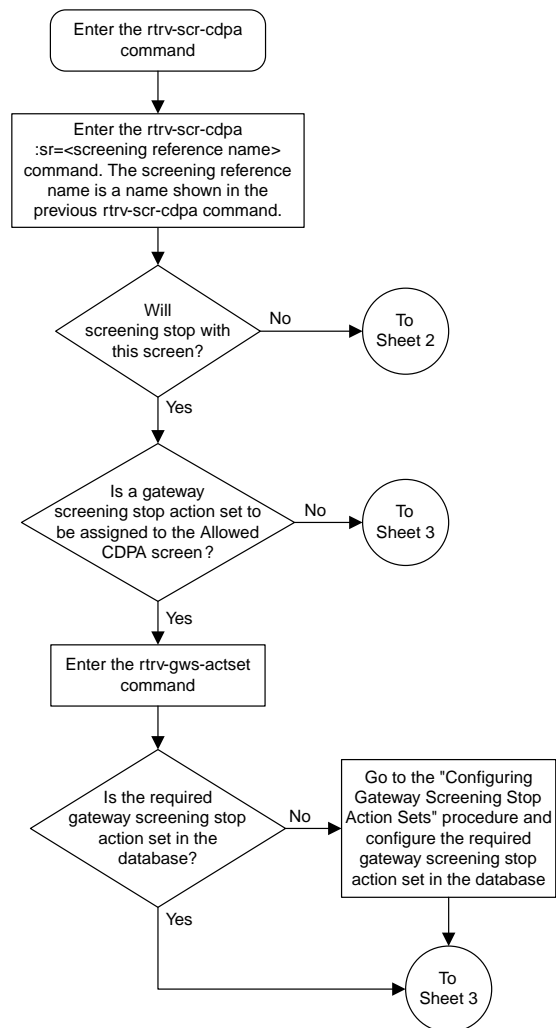 Enter the rtrv-scr-cdpa
command
Enter the rtrv-scr-cdpa
:sr=<screening reference name>
command. The screening reference
name is a name shown in the
previous rtrv-scr-cdpa command.
Will
screening stop with
this screen?
No
To
Sheet 2
Yes
Is a gateway
screening stop action set to
be assigned to the Allowed
CDPA screen?
No
To
Sheet 3
Yes
Enter the rtrv-gws-actset
command
Is the required
gateway screening stop
action set in the
database?
No
Go to the "Configuring
Gateway Screening Stop
Action Sets" procedure and
configure the required
gateway screening stop
action set in the database
Yes
To
Sheet 3